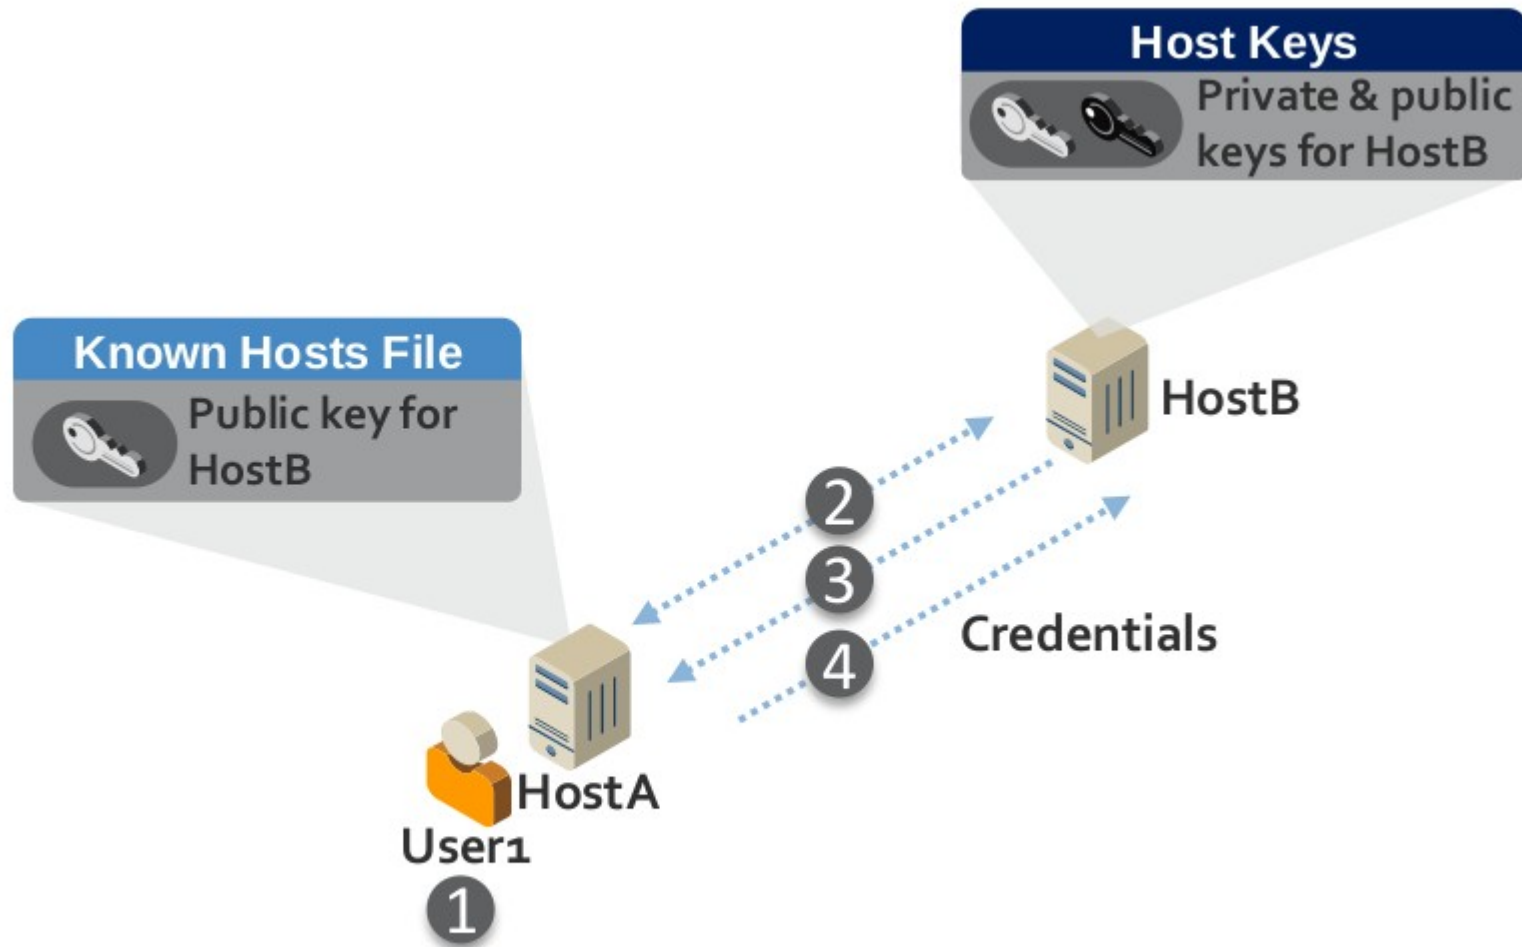 Host Keys
Private & public
keys for HostB
Known Hosts File
Public key for
HostB
HostB
2
3
4
Credentials
HostA
User1
1